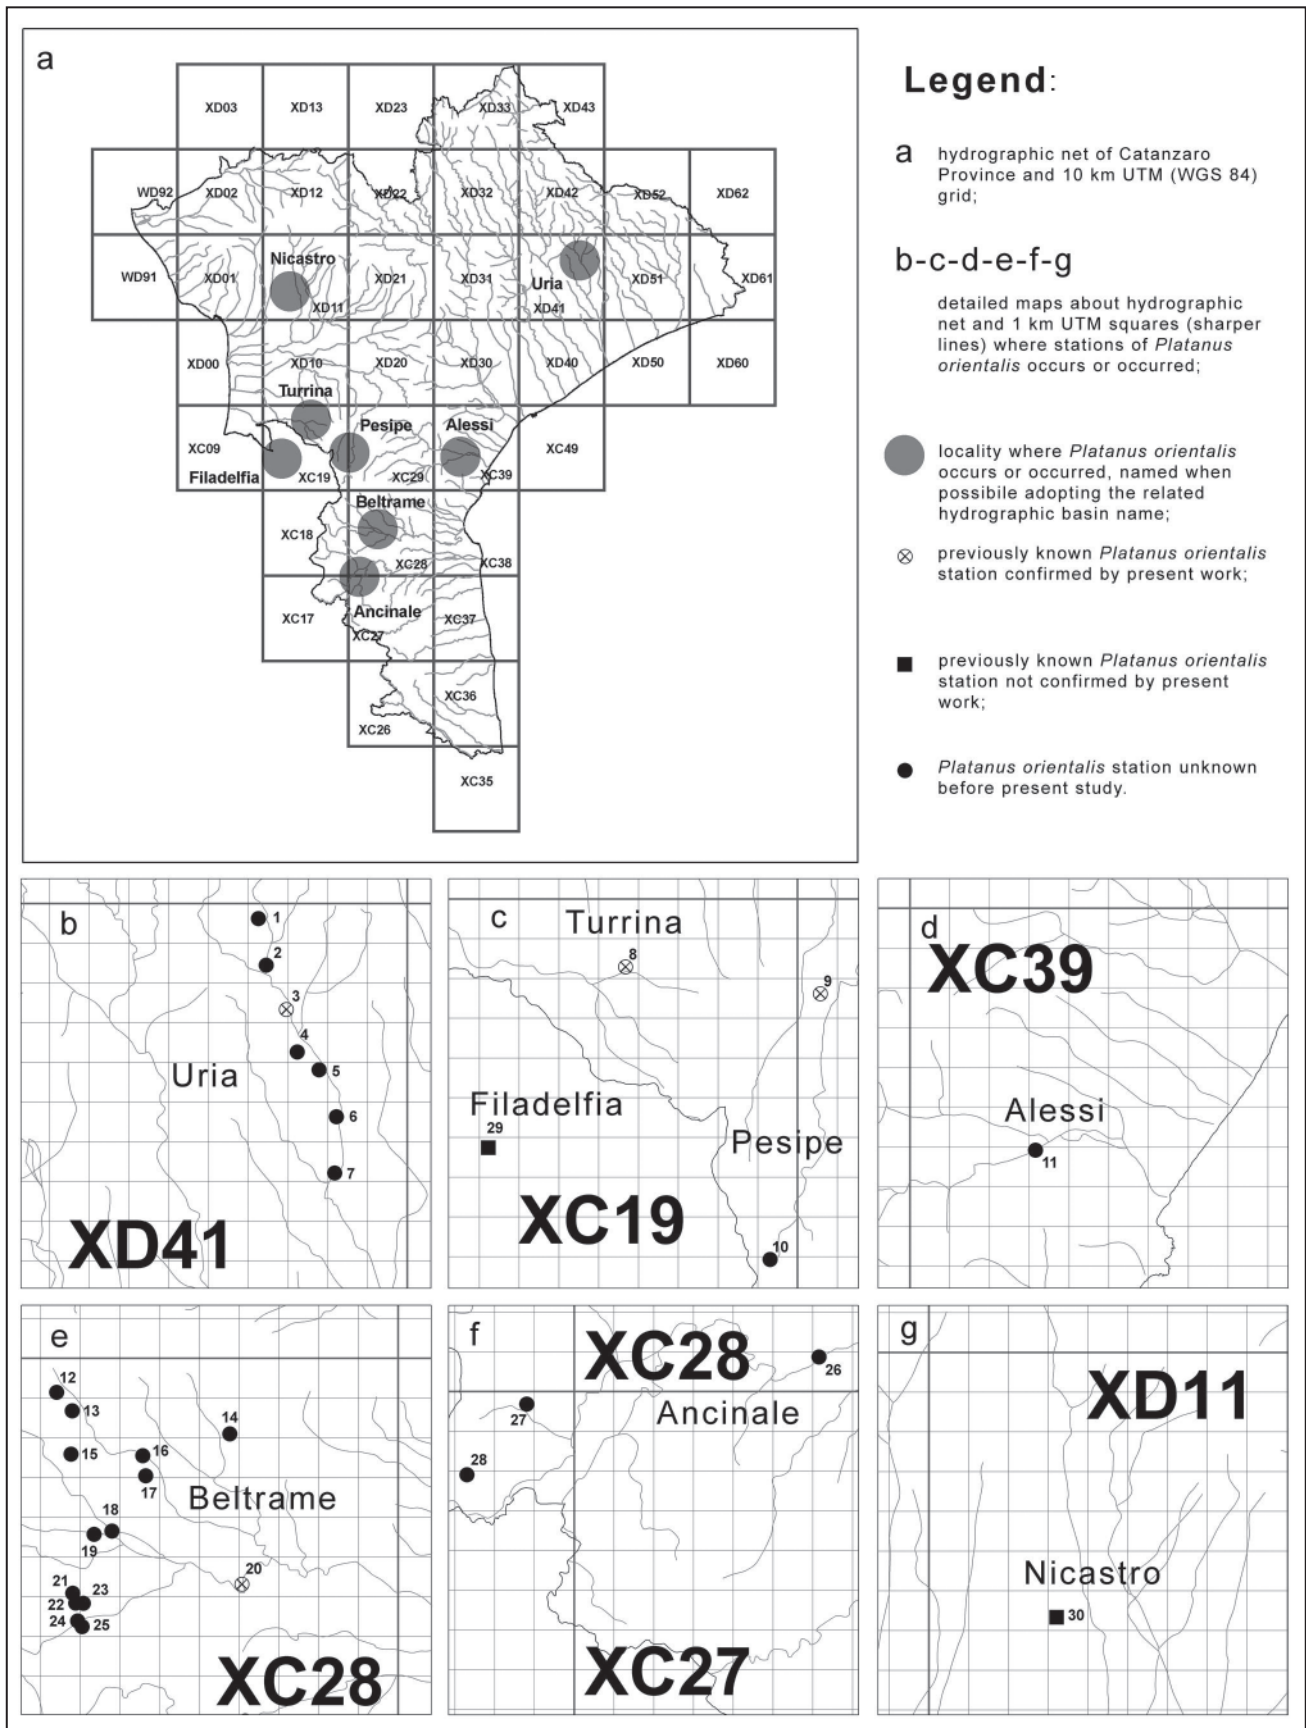 a
XD03 XD13 XD23 XD33 XD43
WD92 XD02 XD12 XD22 XD32 XD42 XD52 XD62
Nicastro
WD91 XD01 XD11 XD21 XD31 Uria XD41 XD51 XD61
XD00 XD10 XD20 XD30 XD40 XD50 XD60
Turrina
Pesipe Alessi
XC09 XC49
Filadelfia XC19 XC29 XC39
Beltrame
XC18
XC28 XC38
Ancinale
XC17 XC37
XC27
XC36
XC26
XC35
Legend:
a hydrographic net of Catanzaro
Province and 10 km UTM (WGS 84)
grid;
b-c-d-e-f-g
detailed maps about hydrographic
net and 1 km UTM squares (sharper
lines) where stations of Platanus
orientalis occurs or occurred;
locality where Platanus orientalis
occurs or occurred, named when
possibile adopting the related
hydrographic basin name;
previously known Platanus orientalis
station confirmed by present work;
previously known Platanus orientalis
station not confirmed by present
work;
Platanus orientalis station unknown
before present study.
b
1
2
3
4
5
Uria
6
7
XD41
c
Turrina
8
9
Filadelfia
29
Pesipe
XC19
10
d
XC39
Alessi
11
e
12
13
14
15
16
17
Beltrame
18
19
20
21
22 23
24 25
XC28
f
XC28
26
27
Ancinale
28
XC27
g
XD11
Nicastro
30